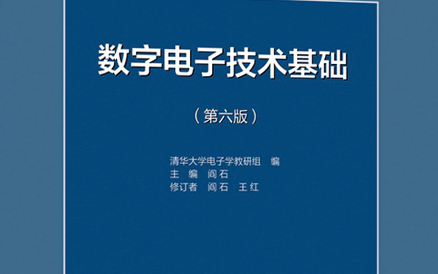 数字电子技术基础
（第六版）
清华大学电子学教研组 编
主 编 阎 石
修订者 阎 石 王 红